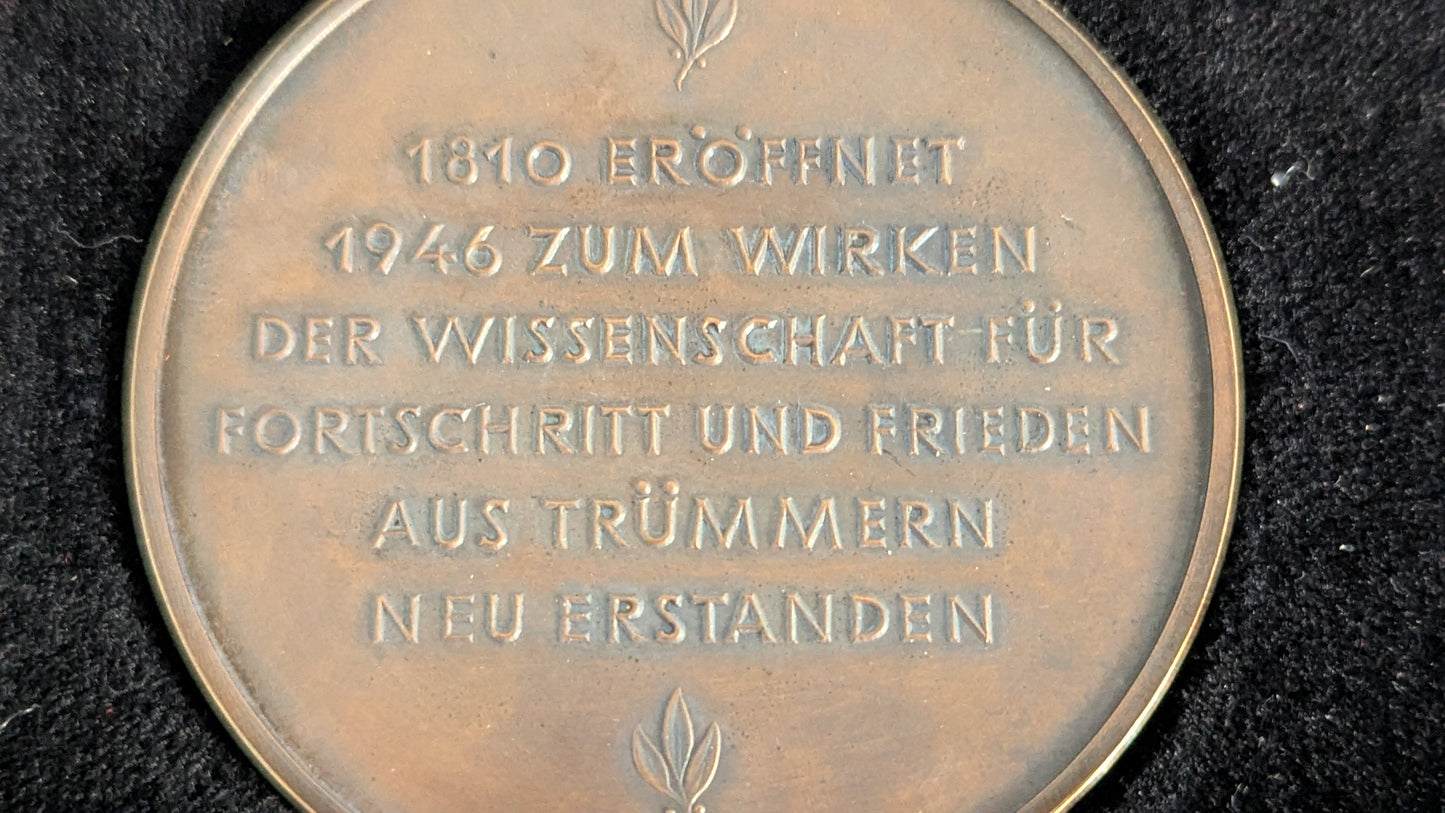 1810 ERÖFFNET
1946 ZUM WIRKEN
DER WISSENSCHAFT FÜR
FORTSCHRITT UND FRIEDEN
AUS TRÜMMERN
NEU ERSTANDEN